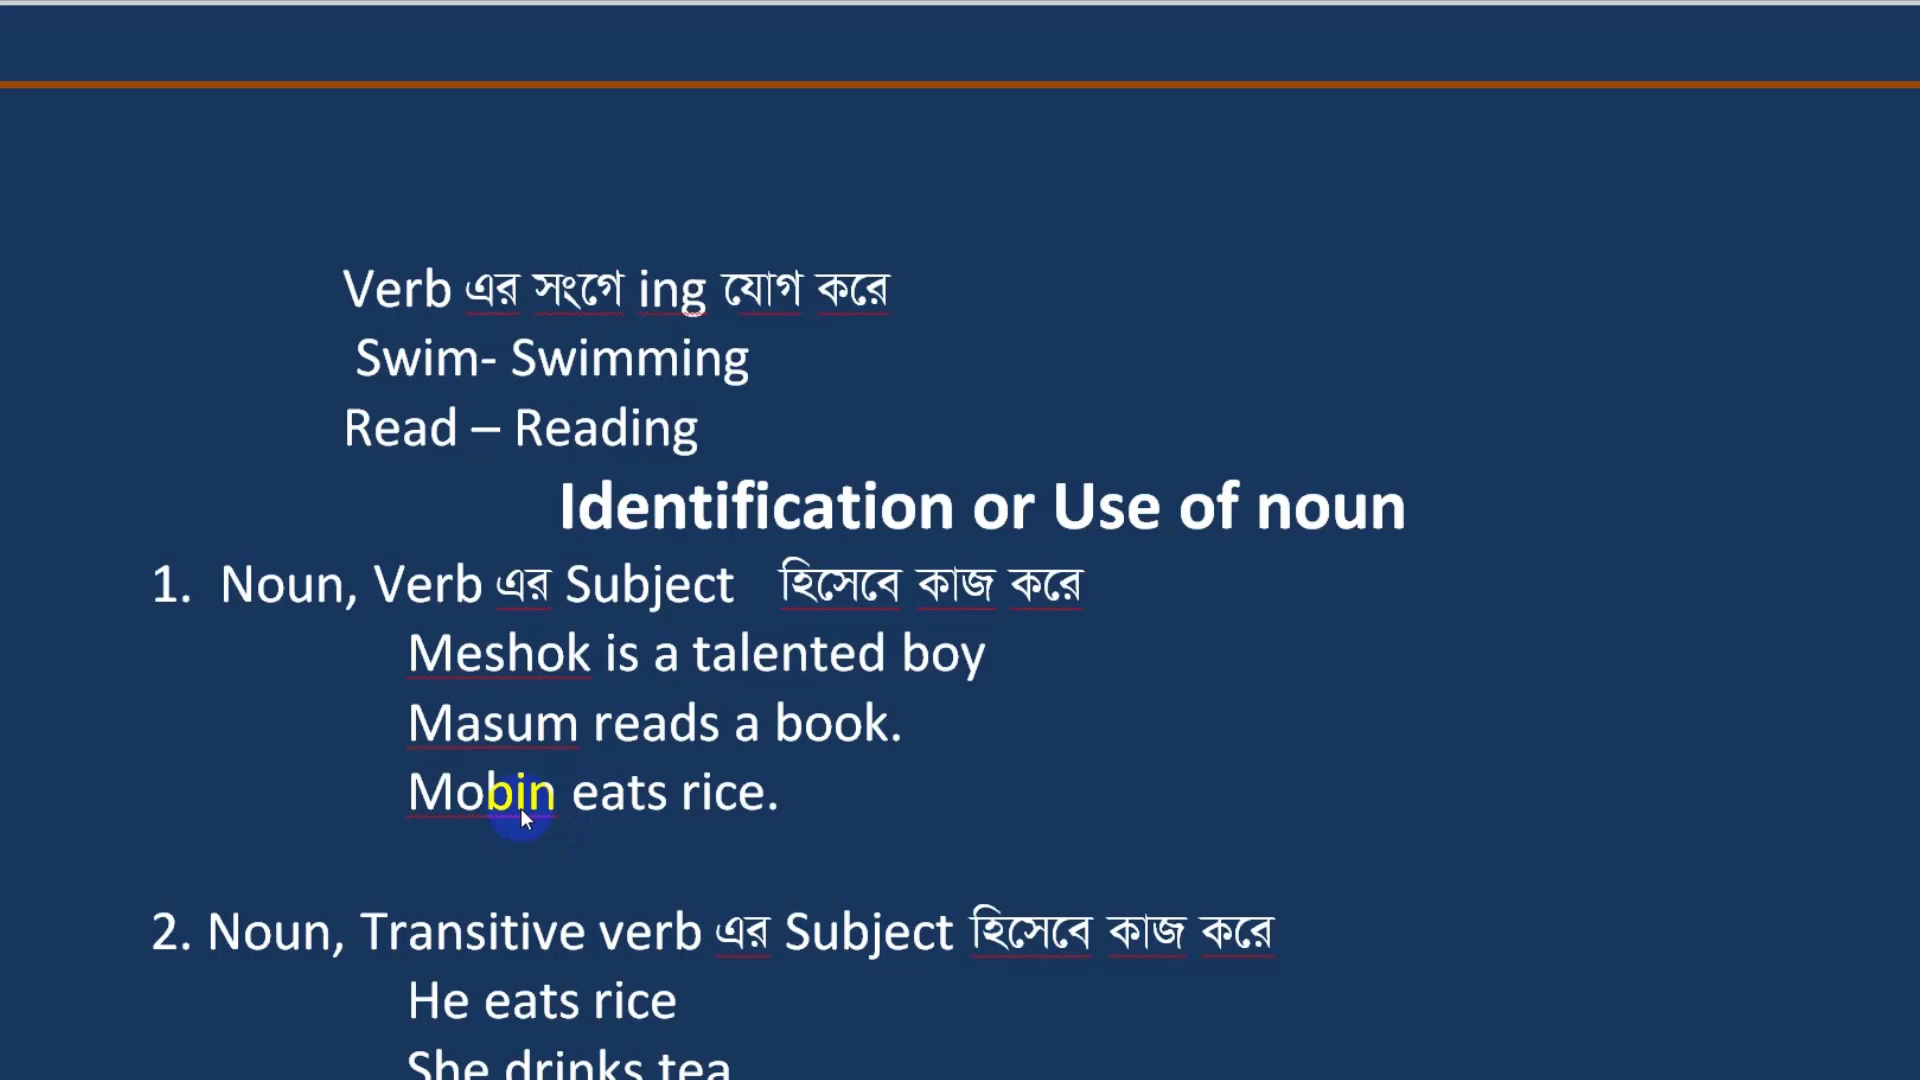 Verb এর সংগে ing যোগ করে
Swim- Swimming
Read – Reading
Identification or Use of noun
1. Noun, Verb এর Subject হিসেবে কাজ করে
Meshok is a talented boy
Masum reads a book.
Mobin eats rice.
2. Noun, Transitive verb এর Subject হিসেবে কাজ করে
He eats rice
She drinks tea